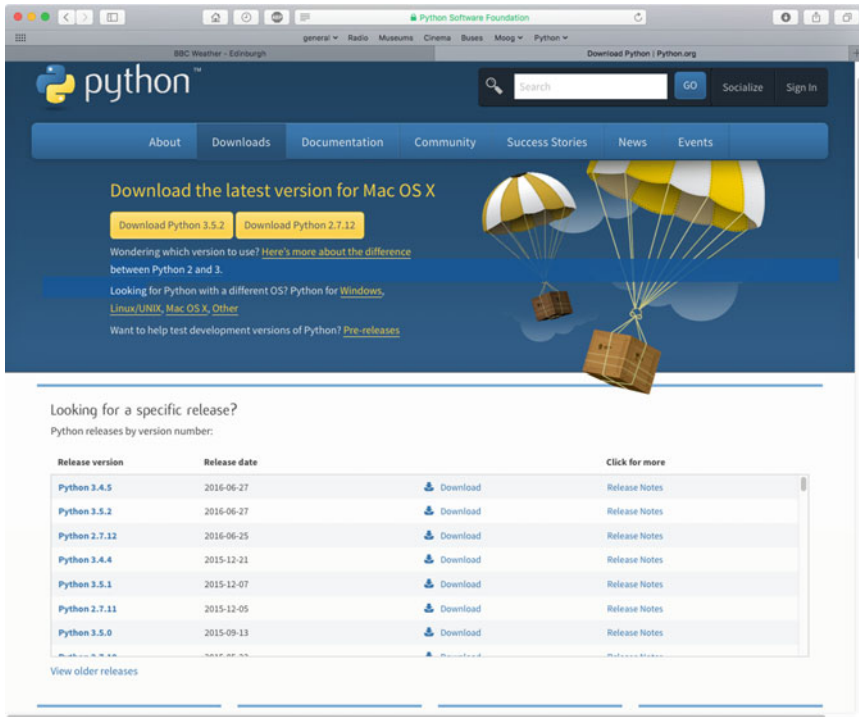 Python Software Foundation
general Radio Museums Cinema Buses Moog Python
BBC Weather - Edinburgh
Download Python | Python.org
python™
Search
GO
Socialize
Sign In
About Downloads Documentation Community Success Stories News Events
Download the latest version for Mac OS X
Download Python 3.5.2 Download Python 2.7.12
Wondering which version to use? Here's more about the difference
between Python 2 and 3.
Looking for Python with a different OS? Python for Windows,
Linux/UNIX, Mac OS X, Other
Want to help test development versions of Python? Pre-releases
Looking for a specific release?
Python releases by version number:
Release version Release date Click for more
Python 3.4.5 2016-06-27 Download Release Notes
Python 3.5.2 2016-06-27 Download Release Notes
Python 2.7.12 2016-06-25 Download Release Notes
Python 3.4.4 2015-12-21 Download Release Notes
Python 3.5.1 2015-12-07 Download Release Notes
Python 2.7.11 2015-12-05 Download Release Notes
Python 3.5.0 2015-09-13 Download Release Notes
View older releases